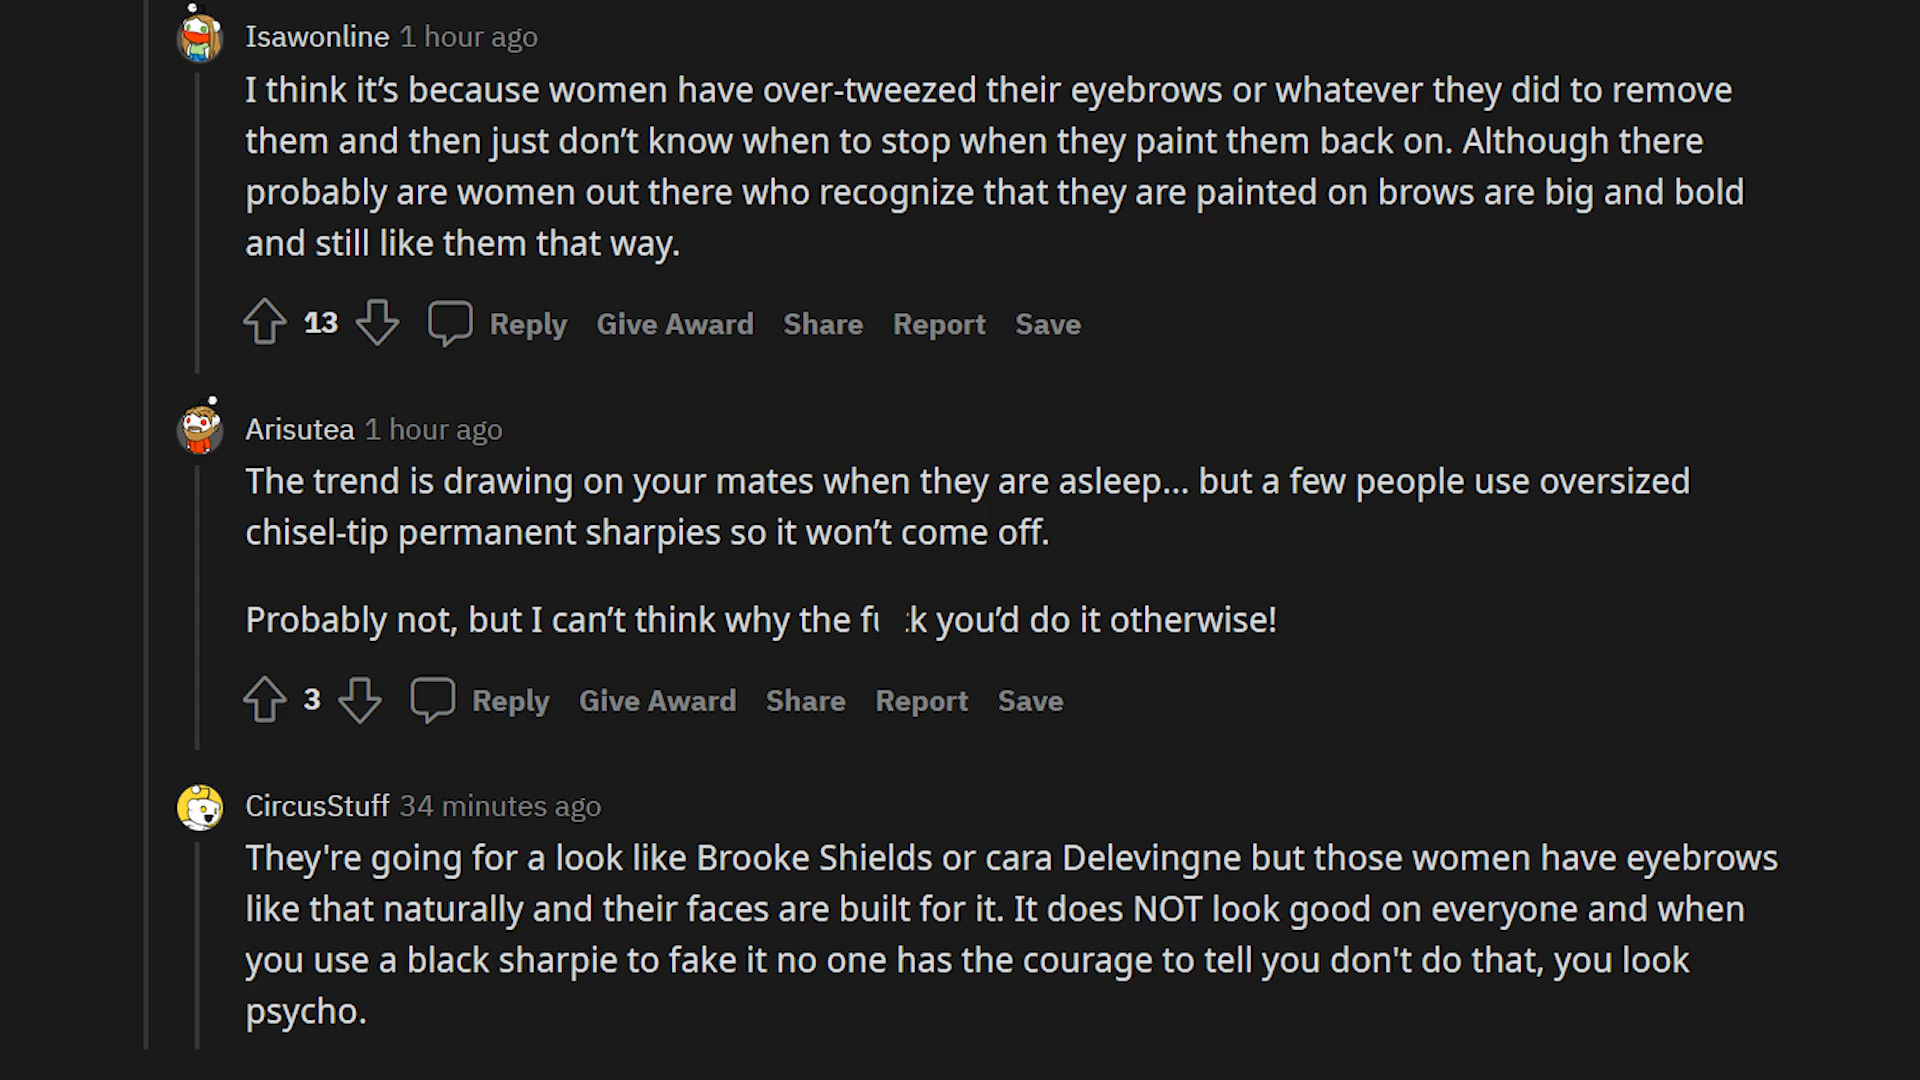 Isawonline 1 hour ago
I think it’s because women have over-tweezed their eyebrows or whatever they did to remove
them and then just don’t know when to stop when they paint them back on. Although there
probably are women out there who recognize that they are painted on brows are big and bold
and still like them that way.
13 Reply Give Award Share Report Save
Arisutea 1 hour ago
The trend is drawing on your mates when they are asleep... but a few people use oversized
chisel-tip permanent sharpies so it won’t come off.
Probably not, but I can’t think why the you’d do it otherwise!
3 Reply Give Award Share Report Save
CircusStuff 34 minutes ago
They're going for a look like Brooke Shields or cara Delevingne but those women have eyebrows
like that naturally and their faces are built for it. It does NOT look good on everyone and when
you use a black sharpie to fake it no one has the courage to tell you don't do that, you look
psycho.